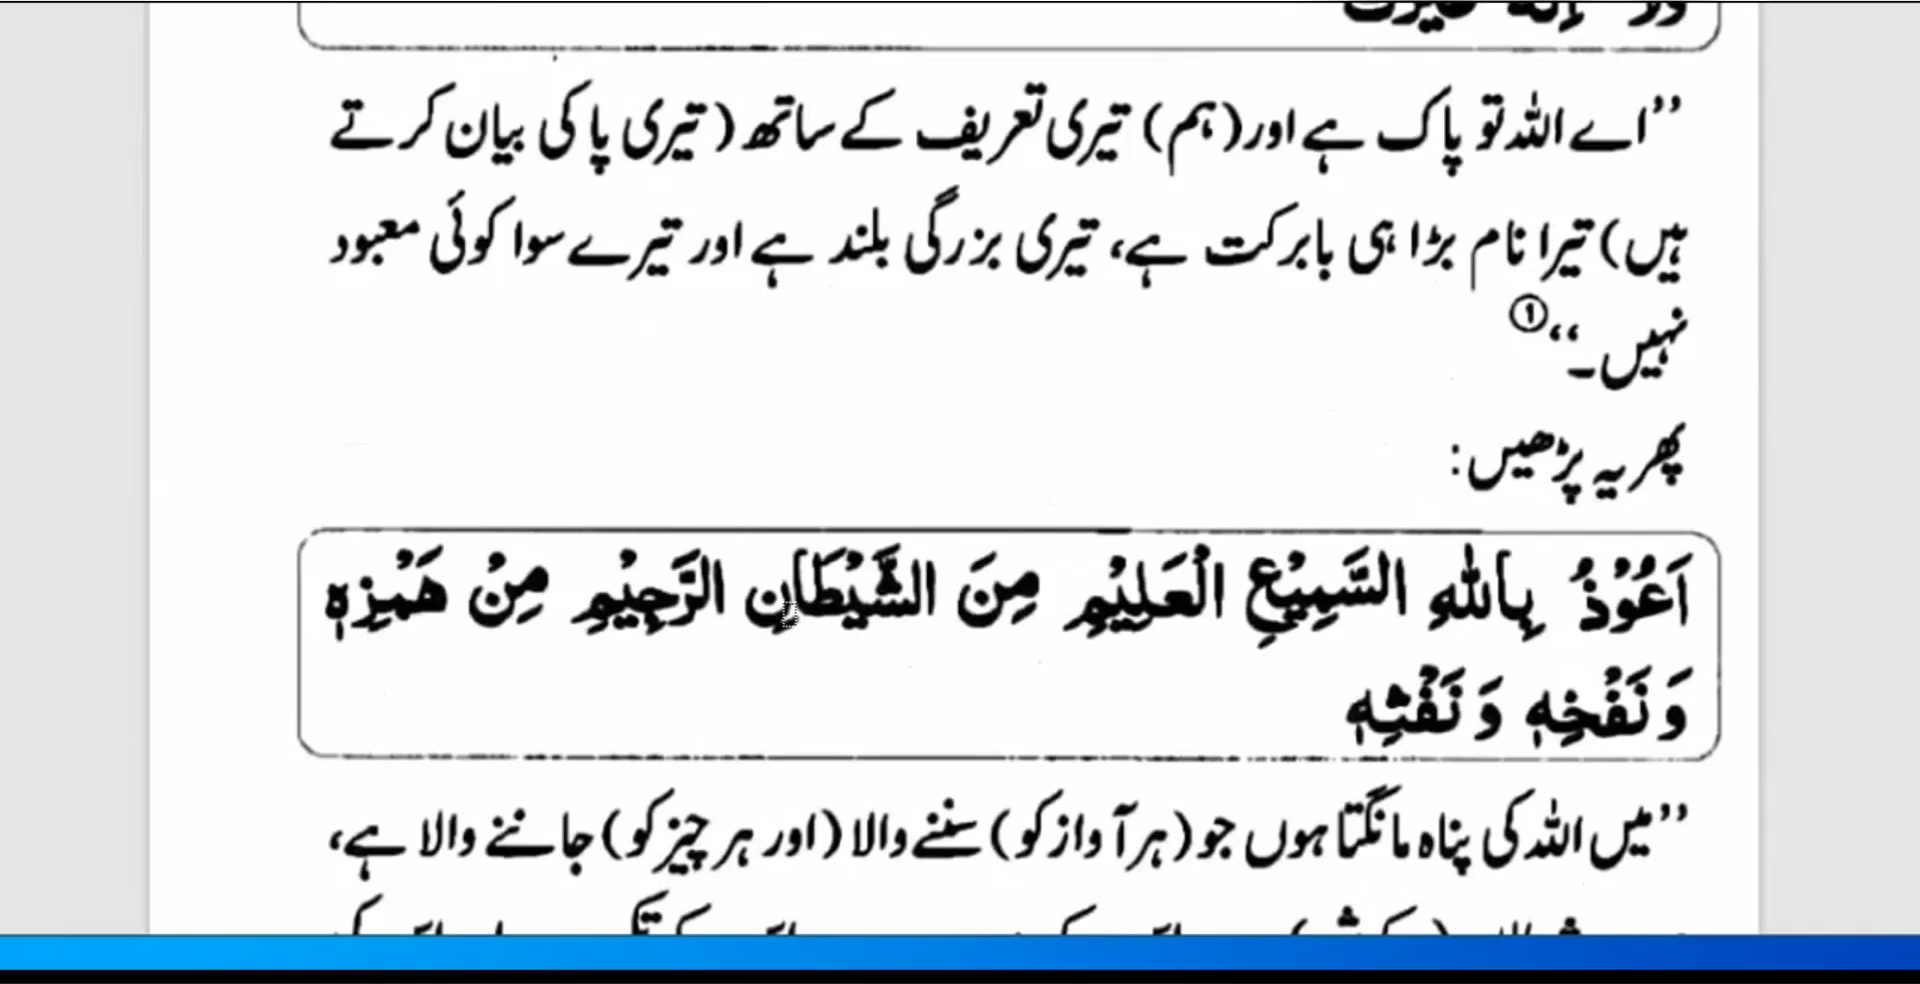 ’’اے اللہ تو پاک ہے اور (ہم) تیری تعریف کے ساتھ (تیری پاکی بیان کرتے
ہیں) تیرا نام بڑا ہی بابرکت ہے، تیری بزرگی بلند ہے اور تیرے سوا کوئی معبود
نہیں۔‘‘①
پھر یہ پڑھیں:
اَعُوْذُ بِاللّٰهِ السَّمِيْعِ الْعَلِيْمِ مِنَ الشَّيْطَانِ الرَّجِيْمِ مِنْ هَمْزِهٖ
وَ نَفْخِهٖ وَ نَفْثِهٖ
’’میں اللہ کی پناہ مانگتا ہوں جو (ہر آواز کو) سننے والا (اور ہر چیز کو) جاننے والا ہے،